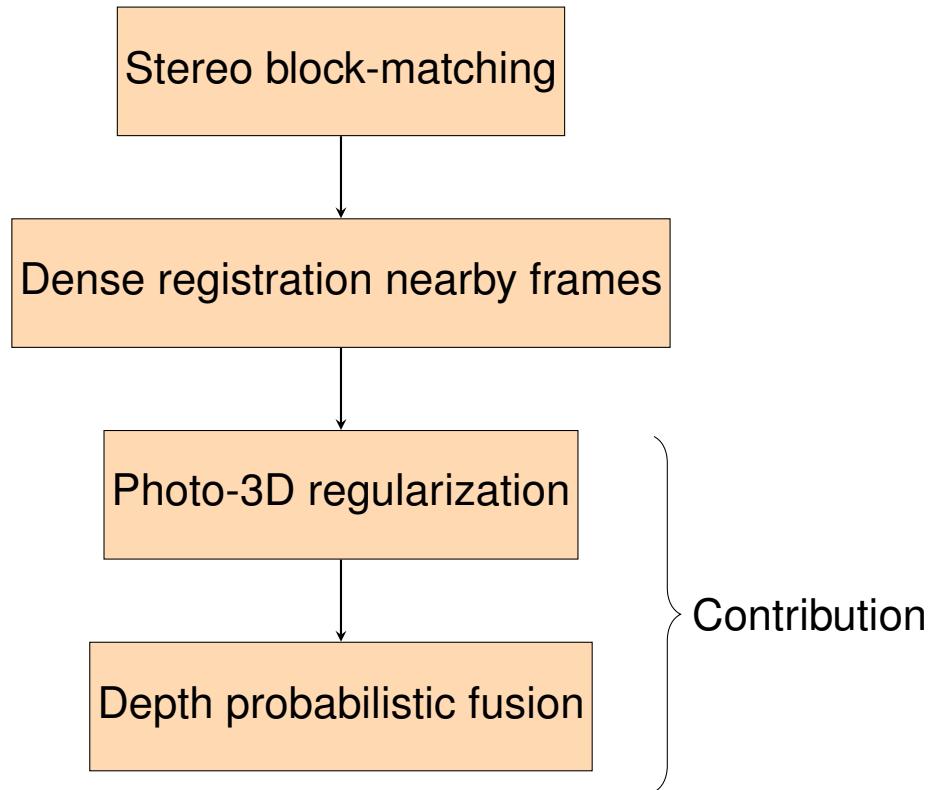 Stereo block-matching
Dense registration nearby frames
Photo-3D regularization
Contribution
Depth probabilistic fusion